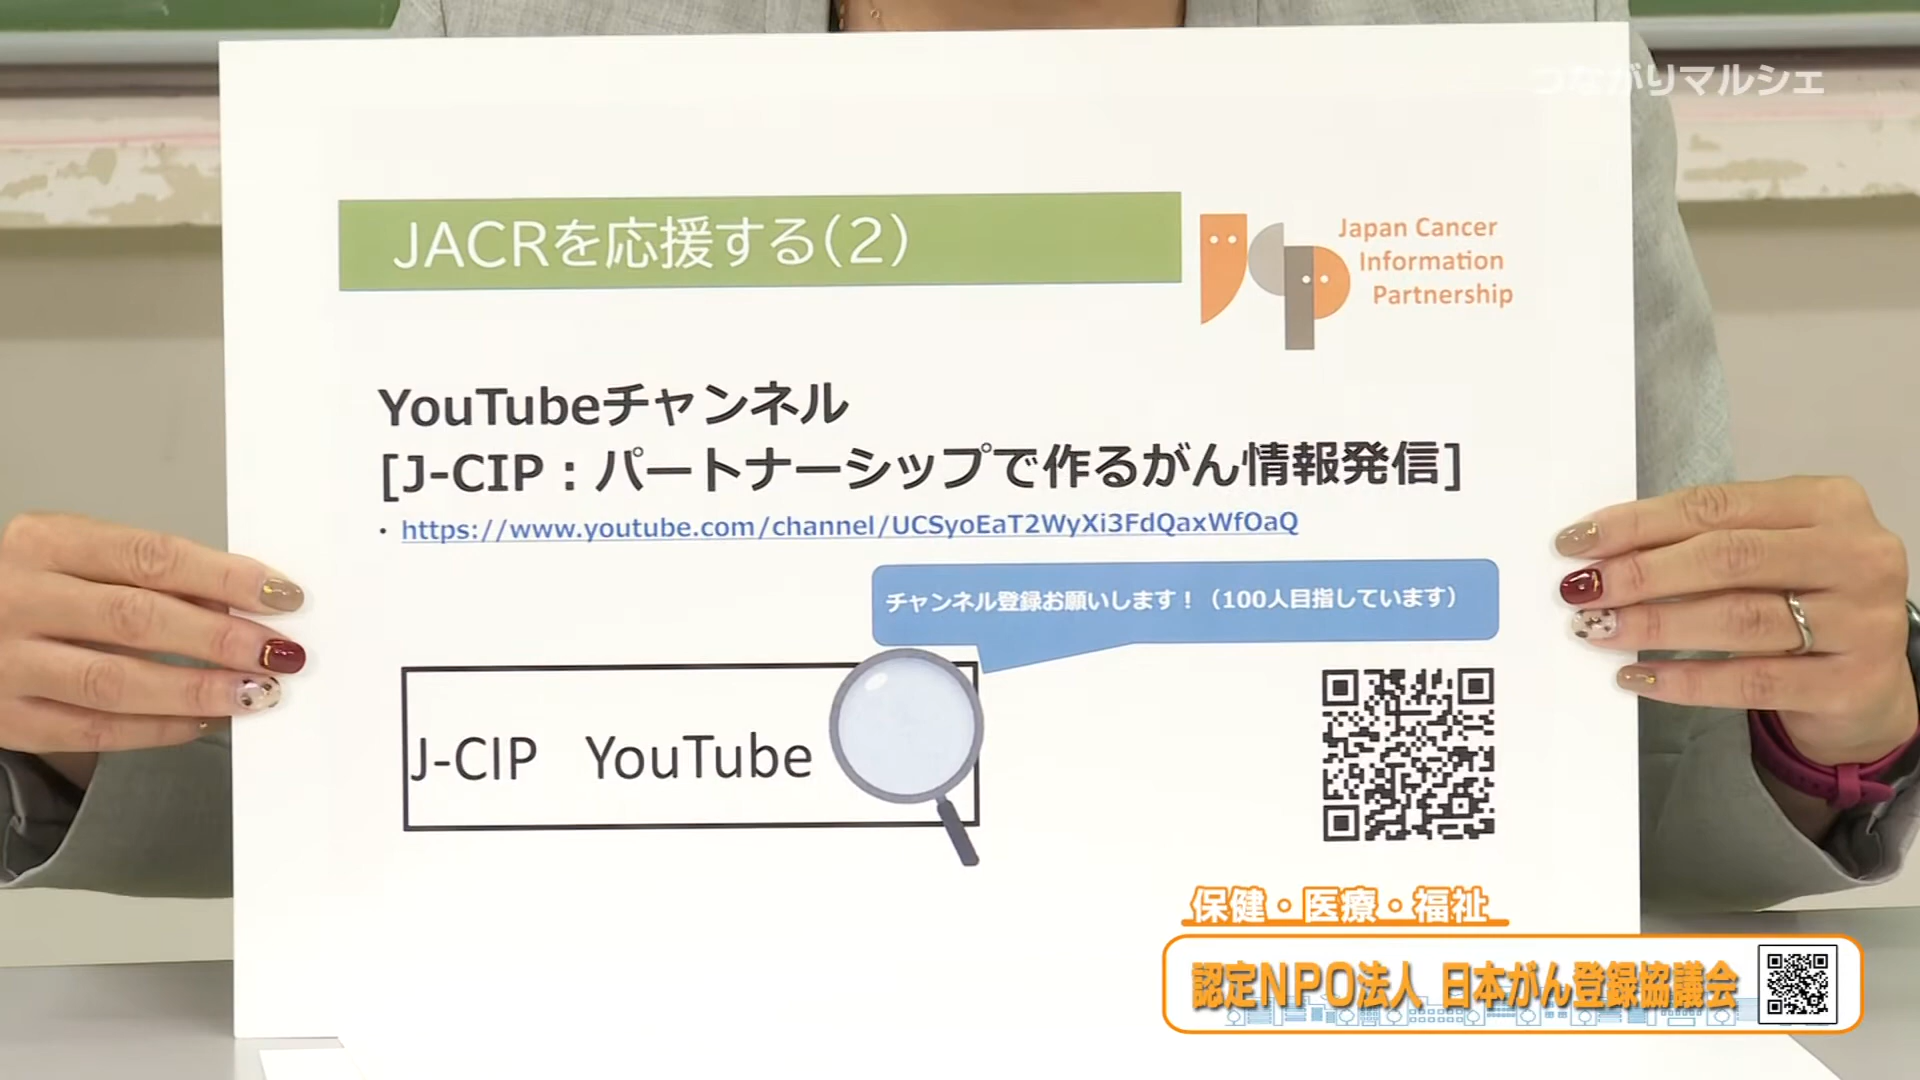 つながりマルシェ
JACRを応援する(2)
Japan Cancer
Information
Partnership
YouTubeチャンネル
[J-CIP：パートナーシップで作るがん情報発信]
・ https://www.youtube.com/channel/UCSyoEaT2WyXi3FdQaxWfOaQ
チャンネル登録お願いします！（100人目指しています）
J-CIP YouTube
保健・医療・福祉
認定NPO法人 日本がん登録協議会